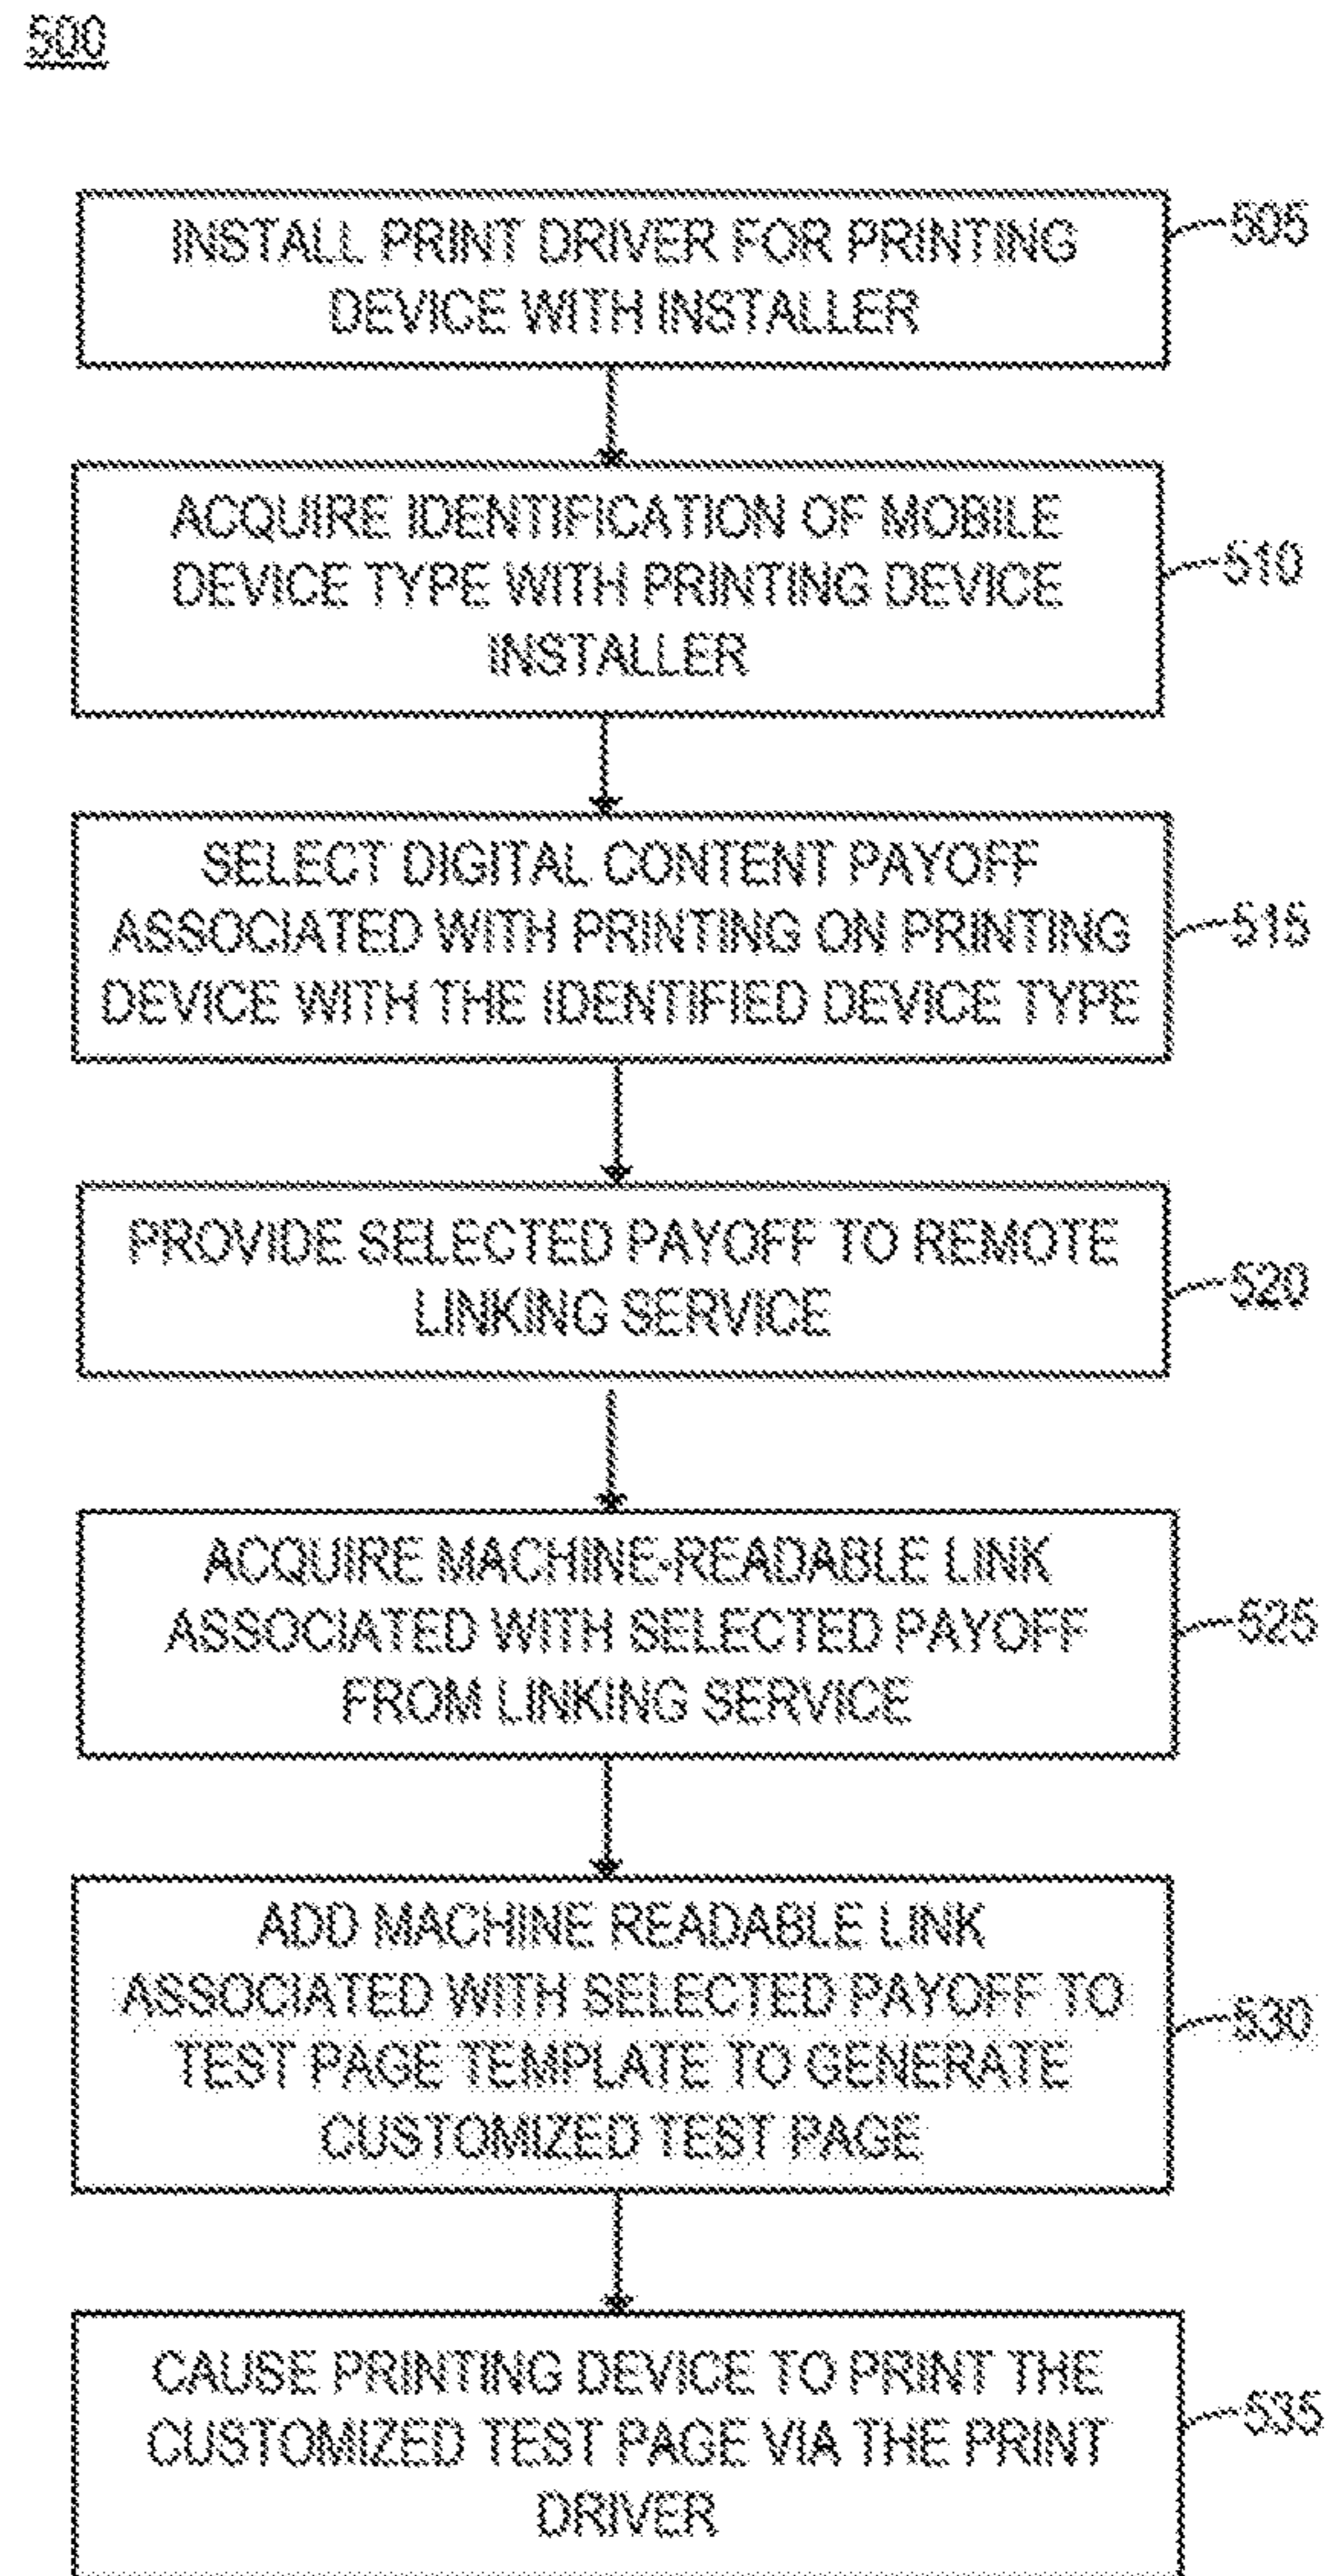 500
INSTALL PRINT DRIVER FOR PRINTING
DEVICE WITH INSTALLER
505
ACQUIRE IDENTIFICATION OF MOBILE
DEVICE TYPE WITH PRINTING DEVICE
INSTALLER
510
SELECT DIGITAL CONTENT PAYOFF
ASSOCIATED WITH PRINTING ON PRINTING
DEVICE WITH THE IDENTIFIED DEVICE TYPE
515
PROVIDE SELECTED PAYOFF TO REMOTE
LINKING SERVICE
520
ACQUIRE MACHINE-READABLE LINK
ASSOCIATED WITH SELECTED PAYOFF
FROM LINKING SERVICE
525
ADD MACHINE READABLE LINK
ASSOCIATED WITH SELECTED PAYOFF TO
TEST PAGE TEMPLATE TO GENERATE
CUSTOMIZED TEST PAGE
530
CAUSE PRINTING DEVICE TO PRINT THE
CUSTOMIZED TEST PAGE VIA THE PRINT
DRIVER
535